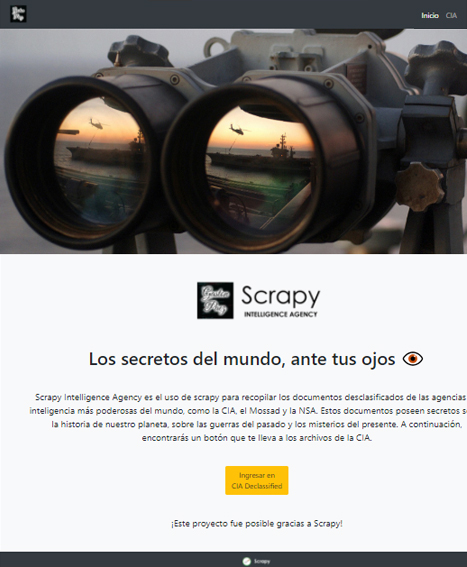 Inicio CIA
Scrapy
INTELLIGENCE AGENCY
Los secretos del mundo, ante tus ojos
Scrapy Intelligence Agency es el uso de scrapy para recopilar los documentos desclasificados de las agencias
inteligencia más poderosas del mundo, como la CIA, el Mossad y la NSA. Estos documentos poseen secretos
la historia de nuestro planeta, sobre las guerras del pasado y los misterios del presente. A continuación,
encontrarás un botón que te lleva a los archivos de la CIA.
Ingresar en
CIA Declassified
¡Este proyecto fue posible gracias a Scrapy!
Scrapy